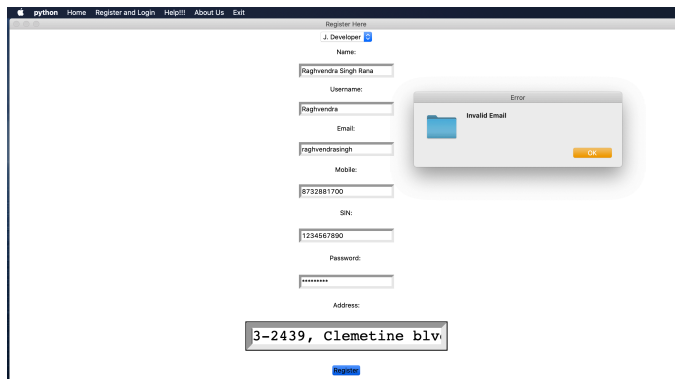 python Home Register and Login Help!!! About Us Exit
Register Here
J. Developer
Name:
Raghvendra Singh Rana
Username:
Raghvendra
Email:
raghvendrasingh
Mobile:
8732881700
SIN:
1234567890
Password:
*********
Address:
3-2439, Clemetine blv
Register
Error
Invalid Email
OK